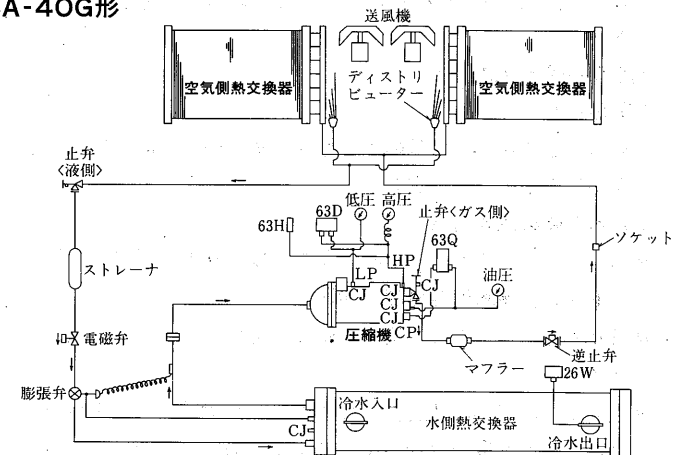 A-40G形
送風機
空気側熱交換器
空気側熱交換器
ディストリ
ビューター
止弁
〈液側〉
低圧
高圧
止弁〈ガス側〉
63H
63D
63Q
ソケット
HP
油圧
ストレーナ
LP
CJ
CJ
CJ
CJ
CJ
圧縮機
CP
電磁弁
マフラー
逆止弁
膨張弁
26W
冷水入口
水側熱交換器
CJ
冷水出口